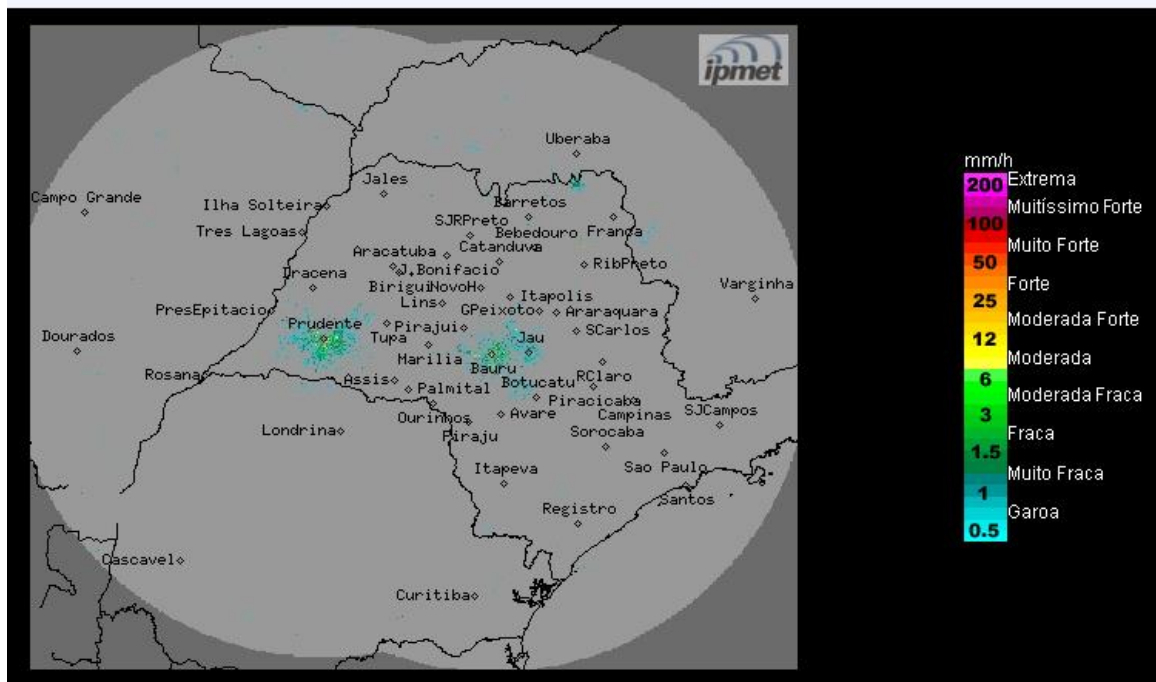 ipmet
Uberaba
Jales
Campo Grande
Ilha Solteira
Barretos
SJRPreto
Tres Lagoas
Bebedouro
Franca
Catanduva
Aracatuba
J.Bonifacio
RibPreto
Dracena
Birigui
NovoH
Varginha
Lins
Itapolis
PresEpitacio
GPeixoto
Araraquara
Prudente
Pirajui
SCarlos
Dourados
Tupa
Jau
Marilia
Bauru
Rosana
Assis
Botucatu
RClaro
Palmital
Piracicaba
Ourinhos
Avare
Campinas
SJCampos
Londrina
Piraju
Sorocaba
Itapeva
Sao Paulo
Santos
Registro
Cascavel
Curitiba
mm/h
200
Extrema
Muitíssimo Forte
100
Muito Forte
50
Forte
25
Moderada Forte
12
Moderada
6
Moderada Fraca
3
Fraca
1.5
Muito Fraca
1
Garoa
0.5